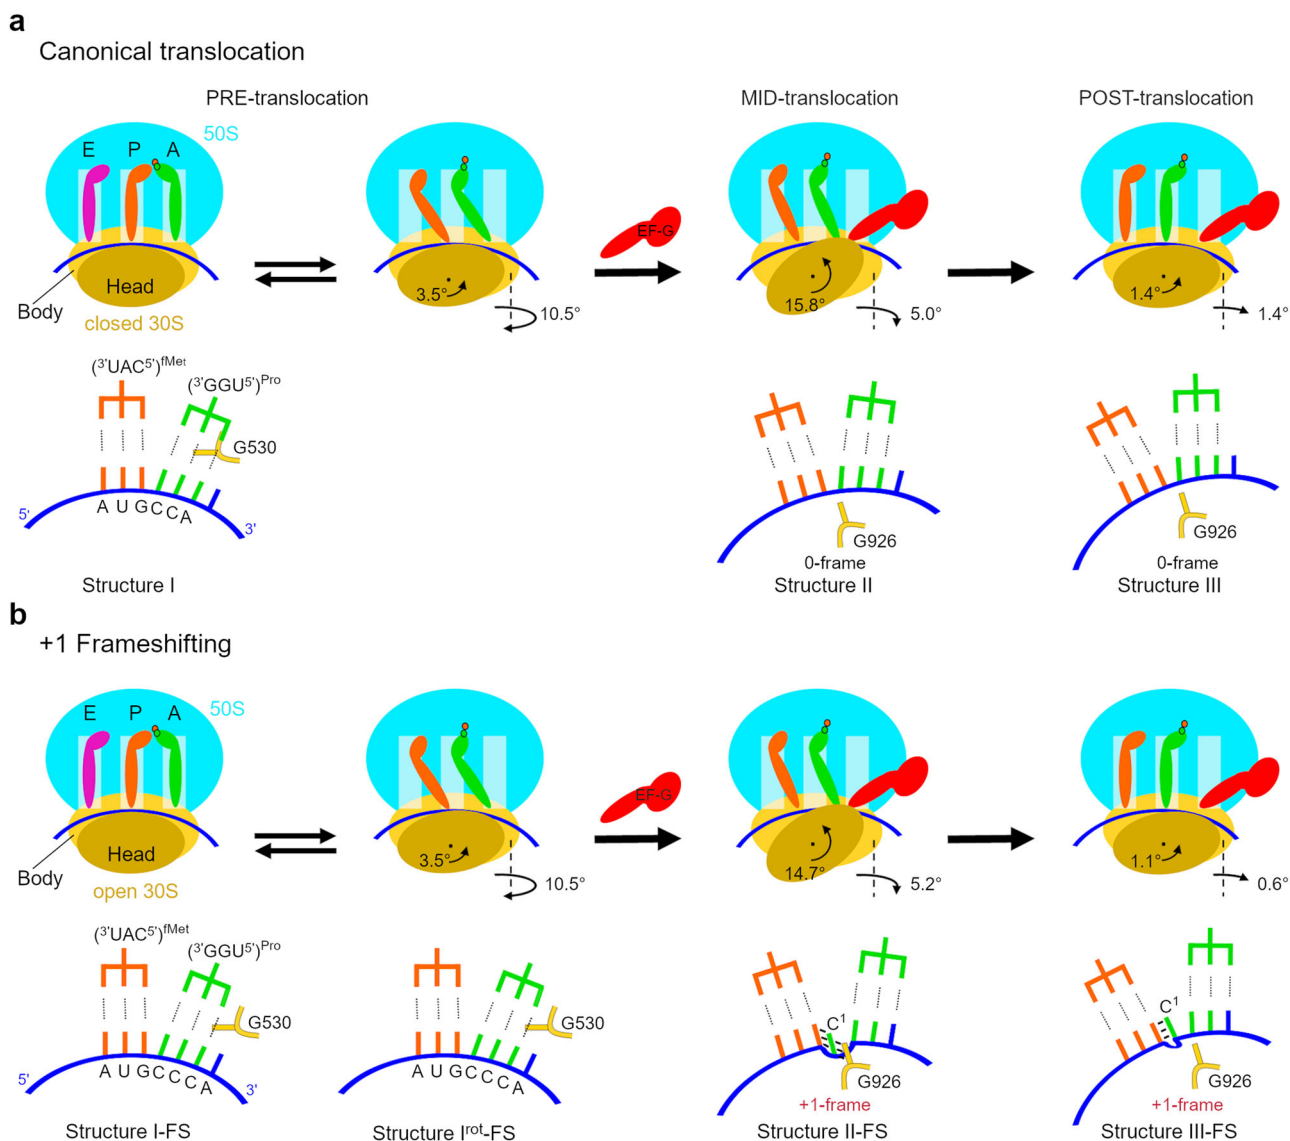 a
Canonical translocation
PRE-translocation
MID-translocation
POST-translocation
50S
E P A
EF-G
Head
3.5°
15.8°
1.4°
Body
closed 30S
10.5°
5.0°
1.4°
(3'UAC5')fMet
(3'GGU5')Pro
G530
A U G C C A
5'
3'
G926
G926
0-frame
0-frame
Structure I
Structure II
Structure III
b
+1 Frameshifting
50S
E P A
EF-G
Head
3.5°
14.7°
1.1°
Body
open 30S
10.5°
5.2°
0.6°
(3'UAC5')fMet
(3'GGU5')Pro
G530
G530
C1
C1
A U G C C C A
A U G C C C A
5'
3'
G926
G926
+1-frame
+1-frame
Structure I-FS
Structure Irot-FS
Structure II-FS
Structure III-FS